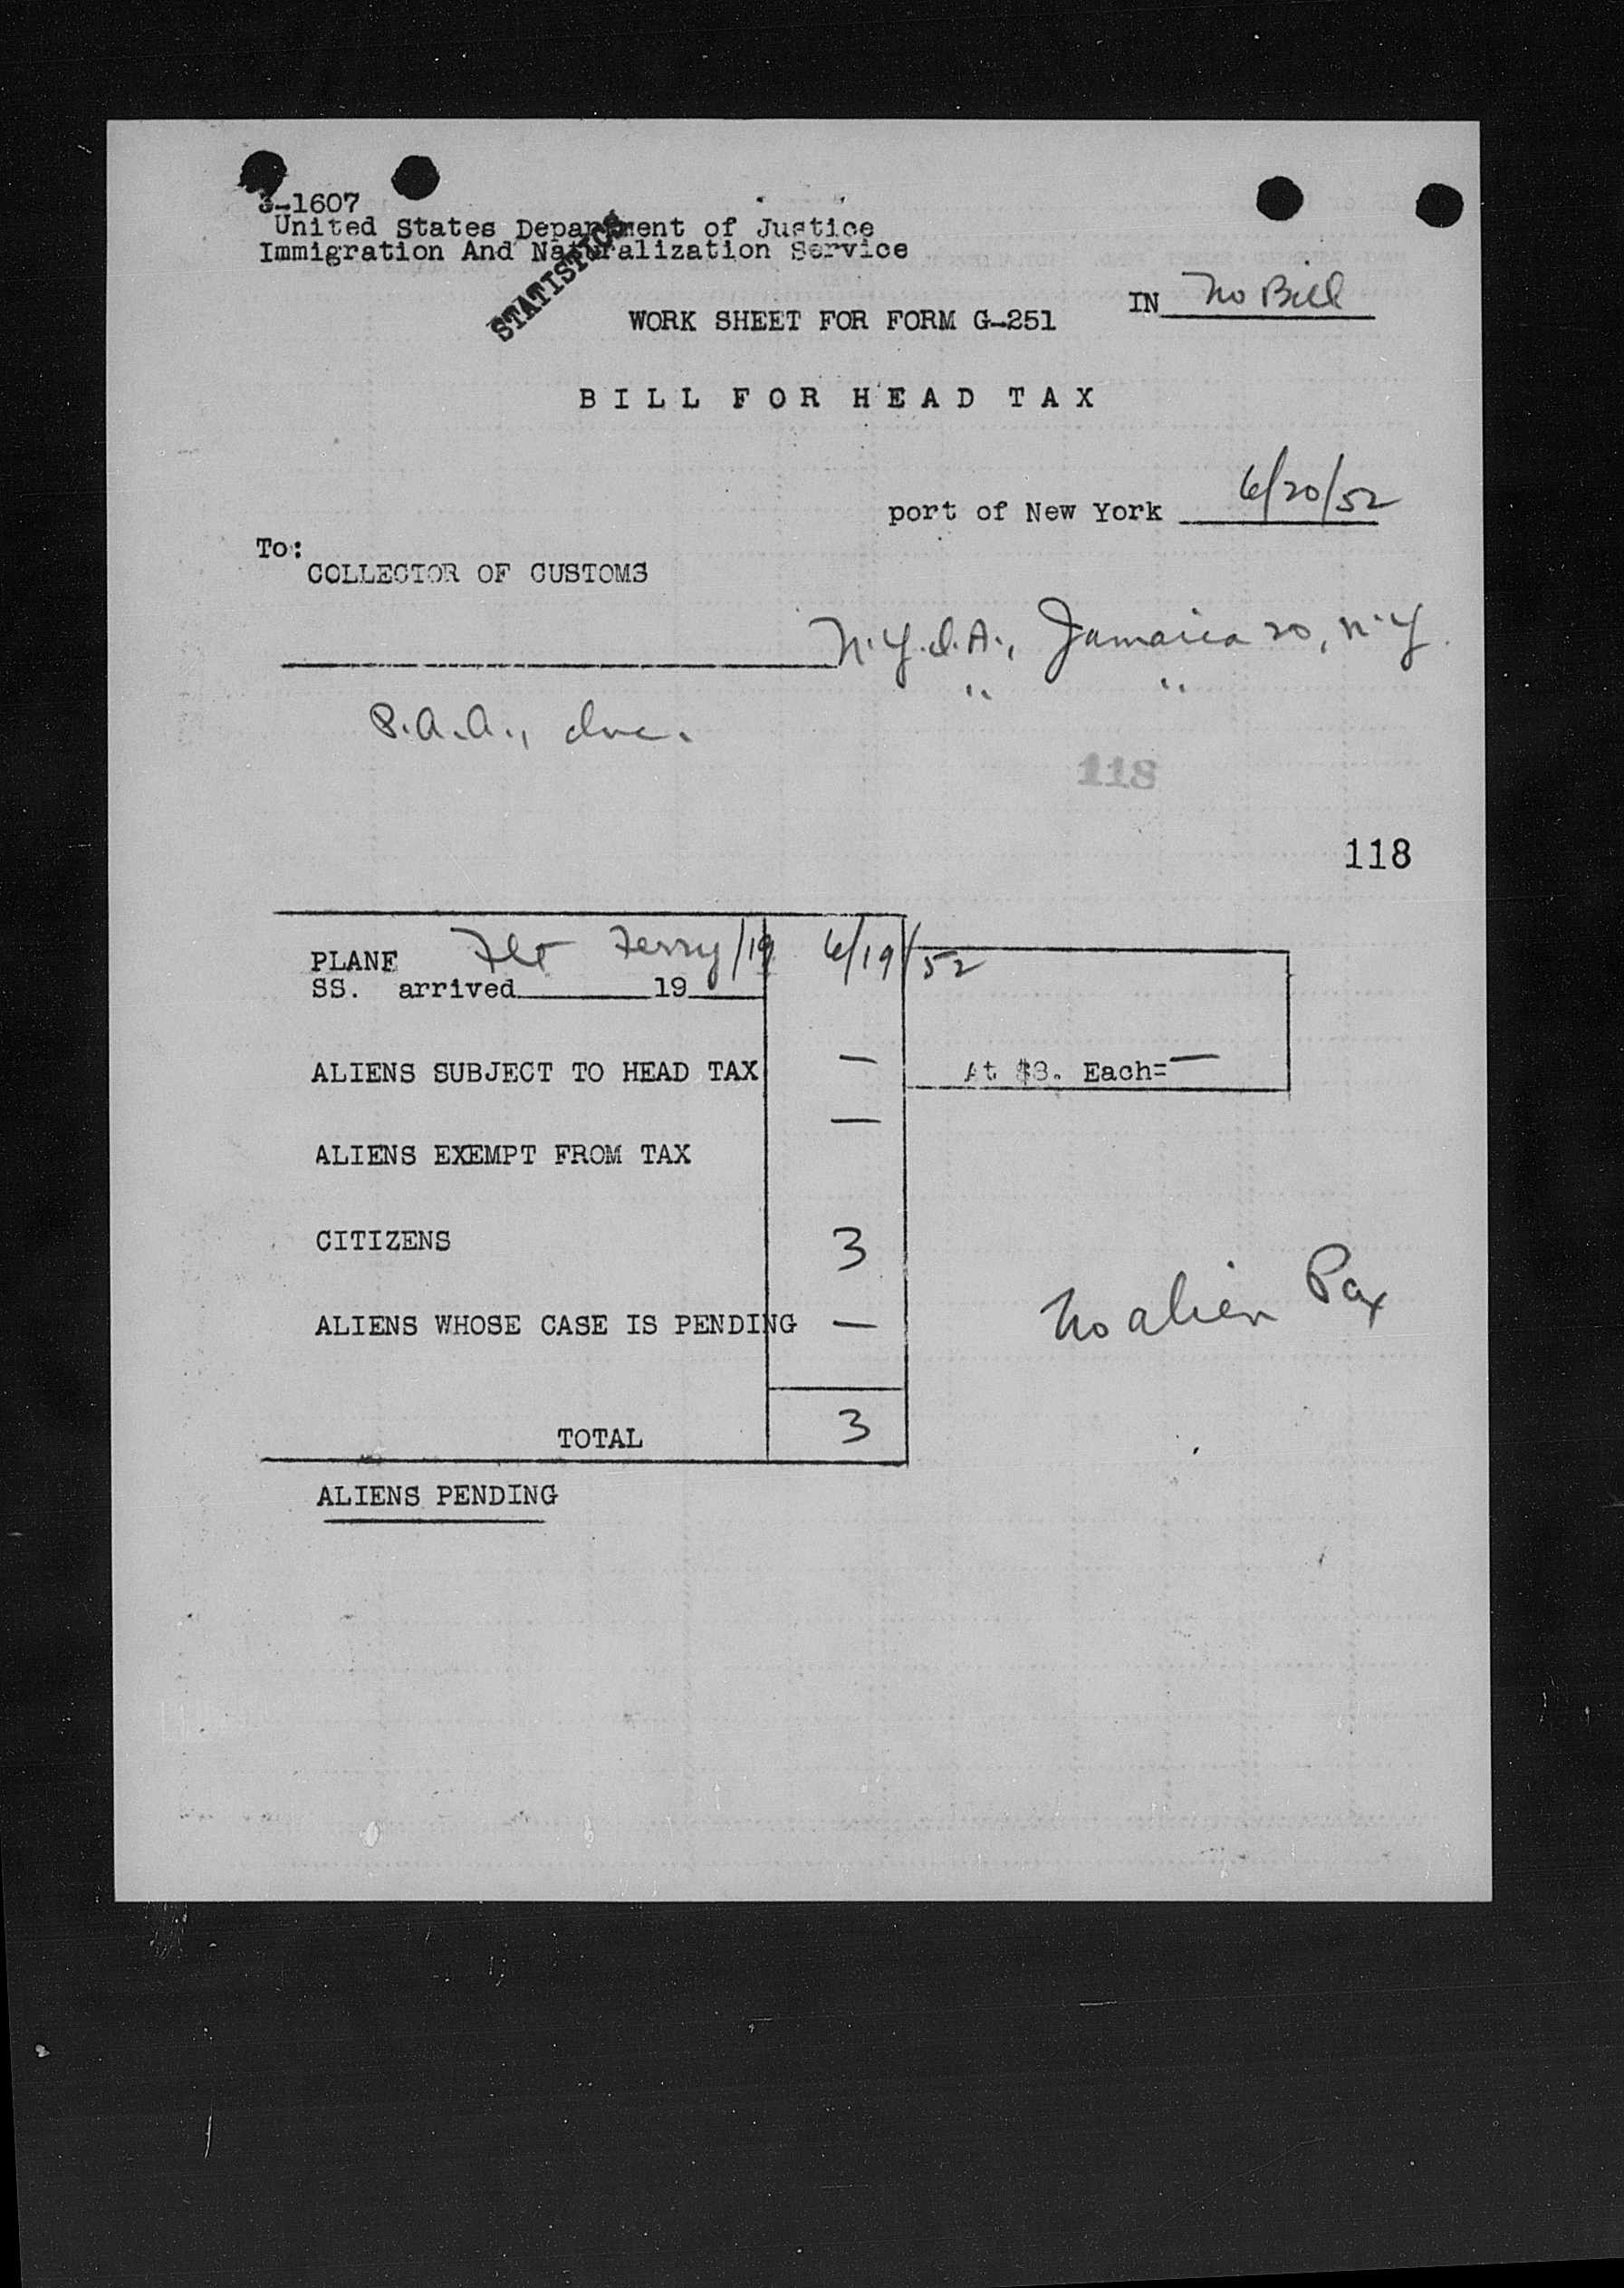 3-1607
United States Department of Justice
Immigration And Naturalization Service
STATISTICS
IN No Bill
WORK SHEET FOR FORM G-251
BILL FOR HEAD TAX
port of New York 6/20/52
To:
COLLECTOR OF CUSTOMS
N.Y.I.A., Jamaica 20, N.Y.
" "
P.A.A., Inc.
118
118
PLANE Flt Ferry/19 6/19/52
SS. arrived 19
ALIENS SUBJECT TO HEAD TAX — At $8. Each= —
ALIENS EXEMPT FROM TAX —
CITIZENS 3
No alien Pax
ALIENS WHOSE CASE IS PENDING —
TOTAL 3
ALIENS PENDING